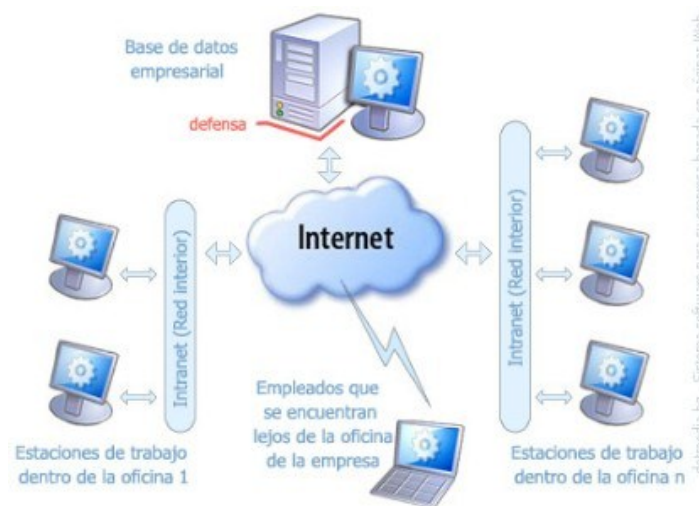 Base de datos
empresarial
defensa
Internet
Intranet (Red interior)
Intranet (Red interior)
Empleados que
se encuentran
lejos de la oficina
de la empresa
Estaciones de trabajo
dentro de la oficina 1
Estaciones de trabajo
dentro de la oficina n